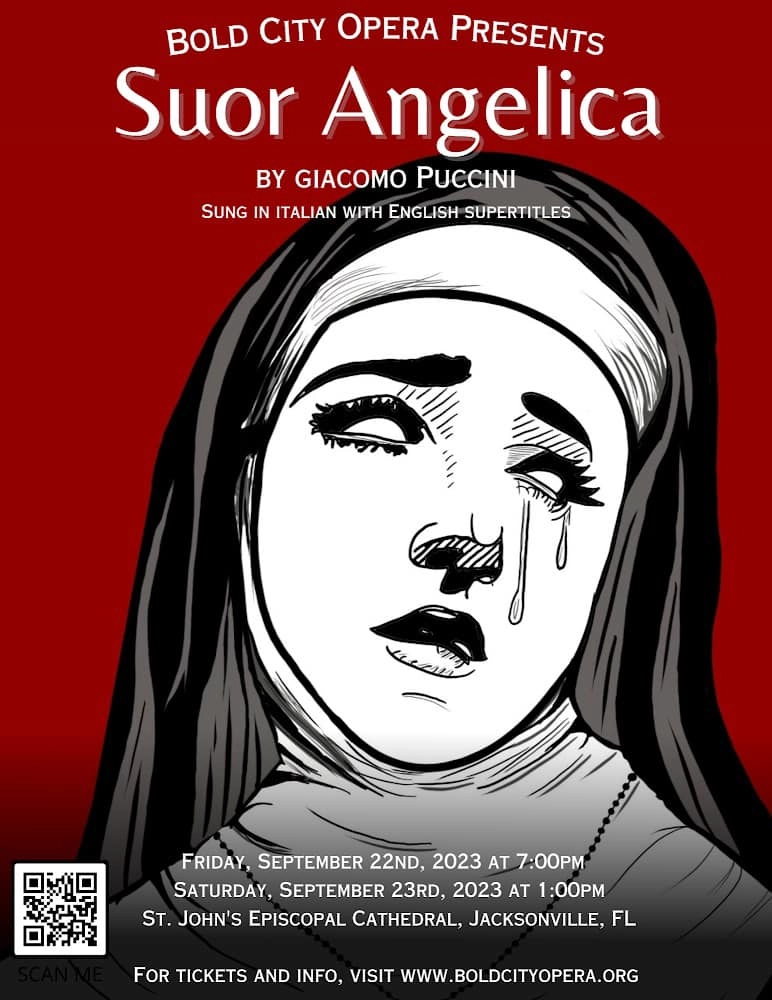 Bold City Opera Presents
Suor Angelica
by Giacomo Puccini
Sung in Italian with English supertitles
Friday, September 22nd, 2023 at 7:00pm
Saturday, September 23rd, 2023 at 1:00pm
St. John's Episcopal Cathedral, Jacksonville, FL
SCAN ME
For tickets and info, visit www.boldcityopera.org